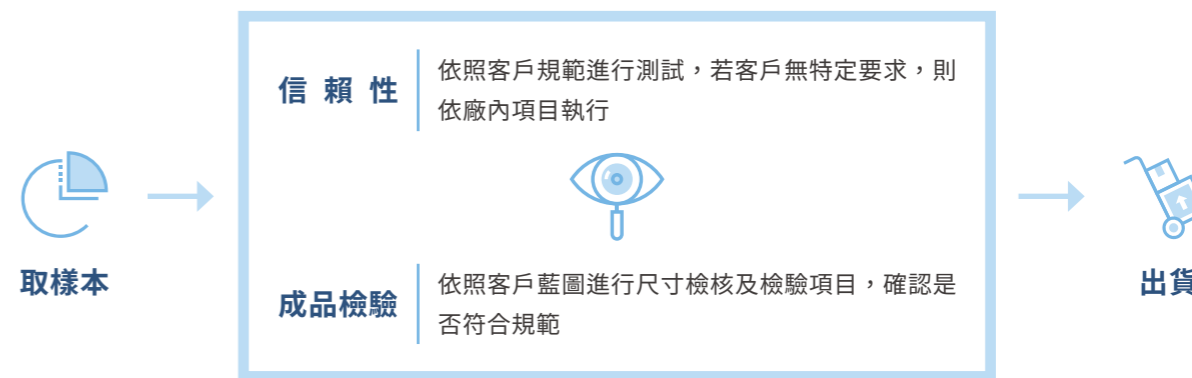 信賴性
依照客戶規範進行測試，若客戶無特定要求，則
依廠內項目執行
取樣本
成品檢驗
依照客戶藍圖進行尺寸檢核及檢驗項目，確認是
否符合規範
出貨